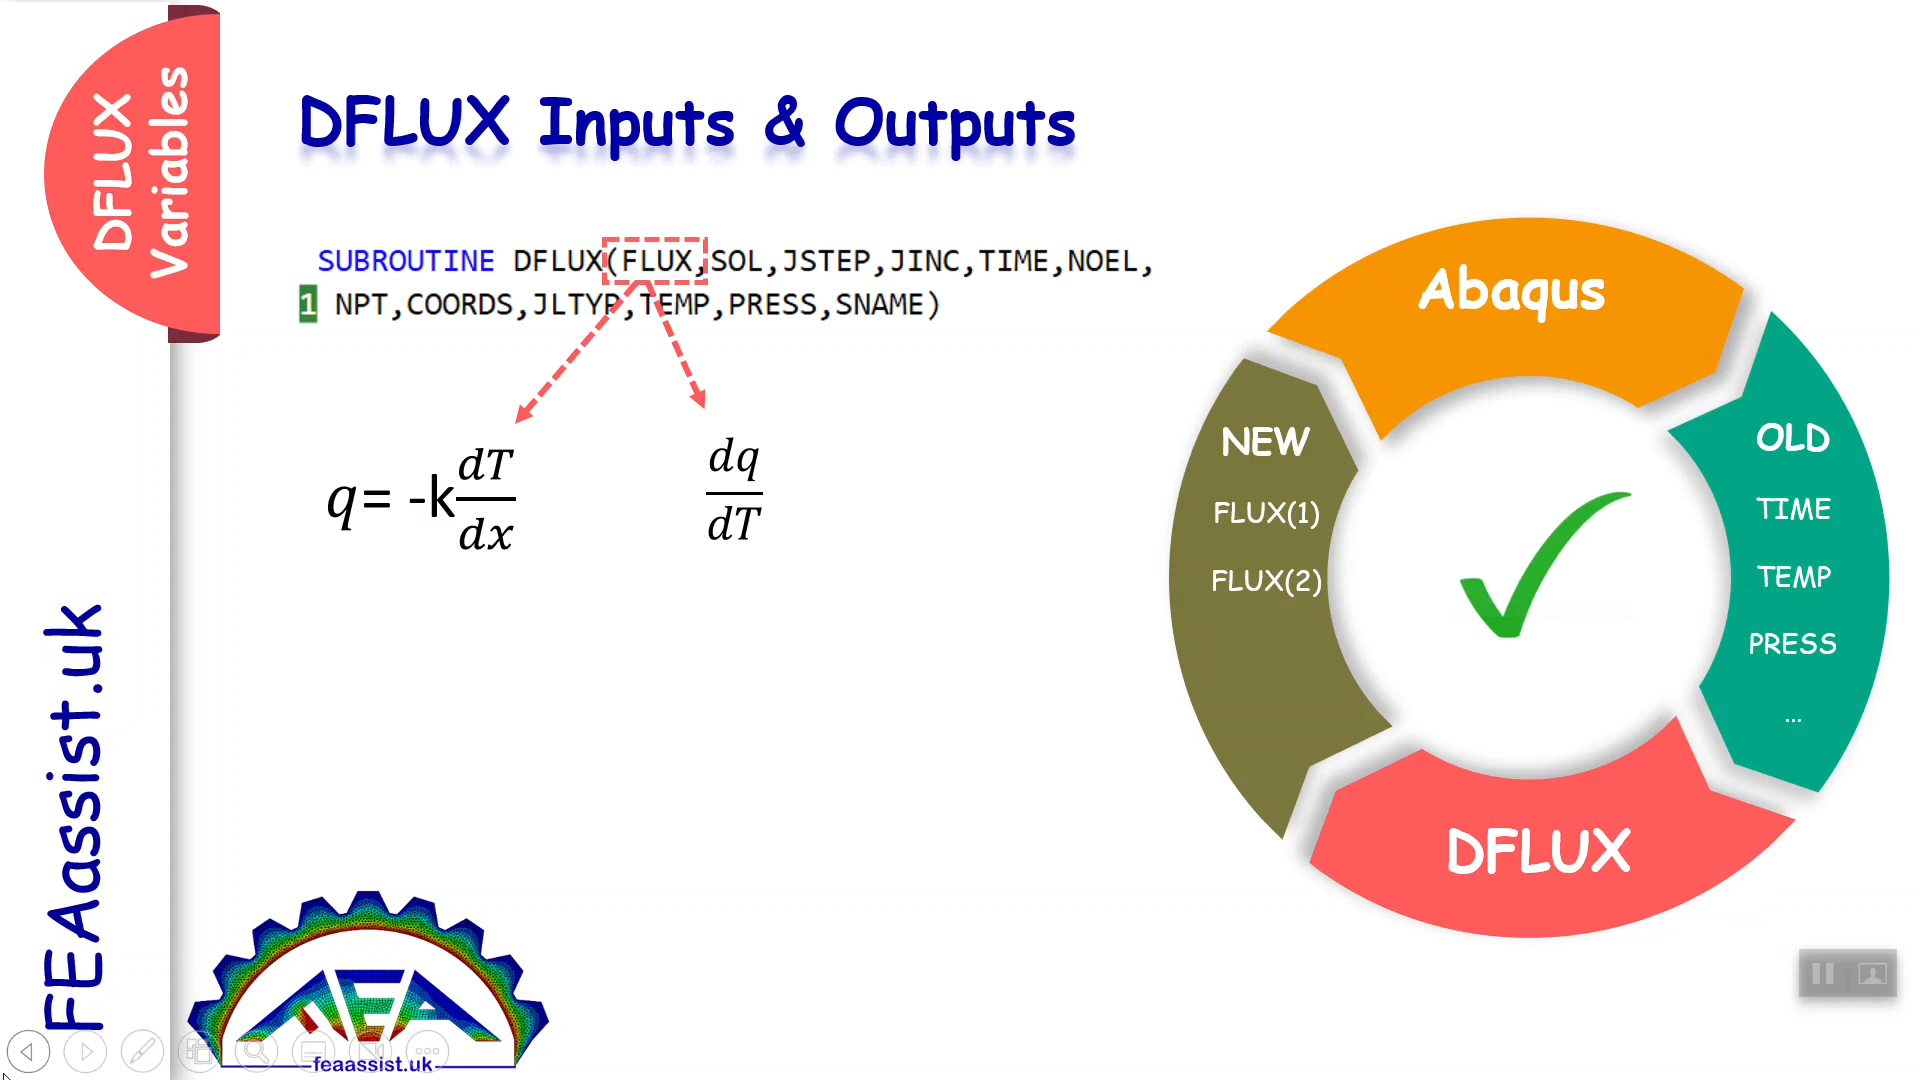 DFLUX
Variables
DFLUX Inputs & Outputs
SUBROUTINE DFLUX(FLUX,SOL,JSTEP,JINC,TIME,NOEL,
1 NPT,COORDS,JLTYP,TEMP,PRESS,SNAME)
q= -k dT/dx
dq/dT
Abaqus
OLD
TIME
TEMP
PRESS
...
DFLUX
NEW
FLUX(1)
FLUX(2)
FEAassist.uk
FEA
feaassist.uk